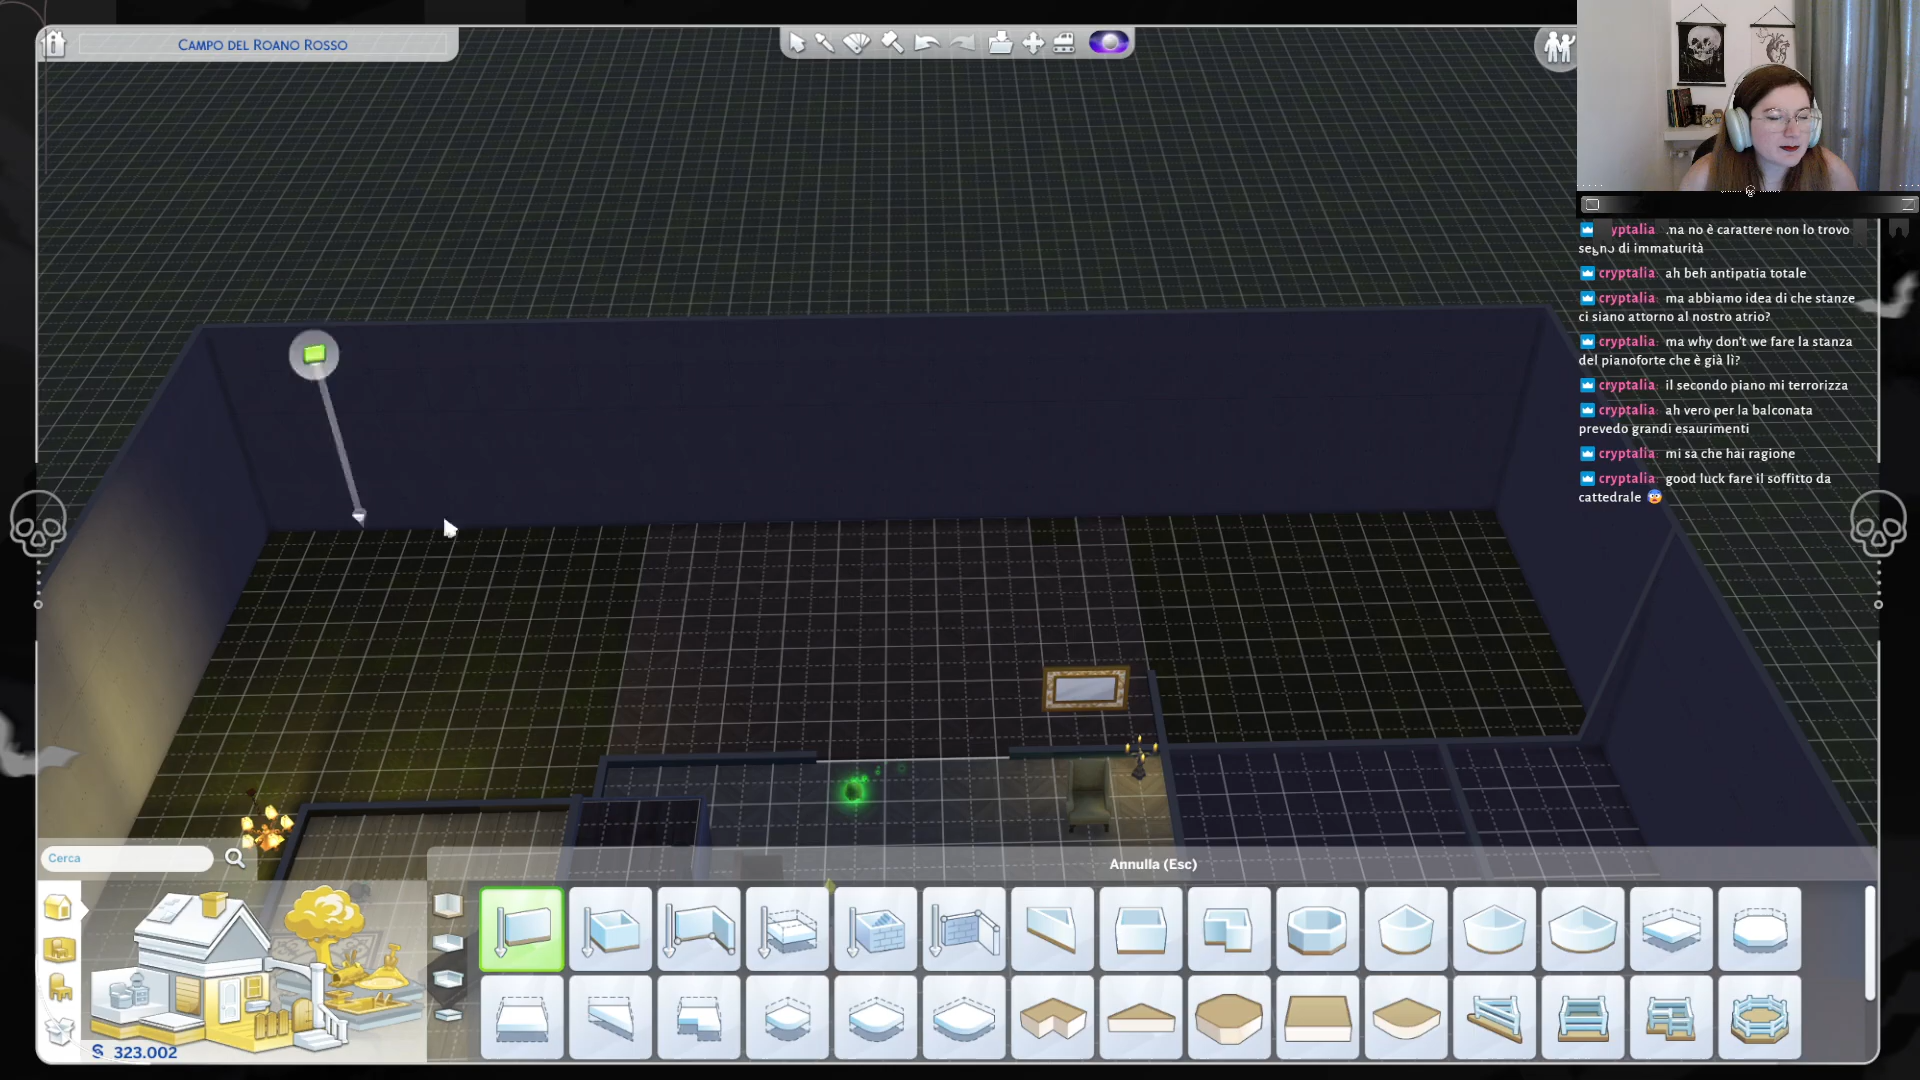 CAMPO DEL ROANO ROSSO
yptalia .na no è carattere non lo trovo
segno di immaturità
cryptalia: ah beh antipatia totale
cryptalia: ma abbiamo idea di che stanze
ci siano attorno al nostro atrio?
cryptalia: ma why don't we fare la stanza
del pianoforte che è già lì?
cryptalia: il secondo piano mi terrorizza
cryptalia: ah vero per la balconata
prevedo grandi esaurimenti
cryptalia: mi sa che hai ragione
cryptalia: good luck fare il soffitto da
cattedrale
Cerca
Annulla (Esc)
323.002